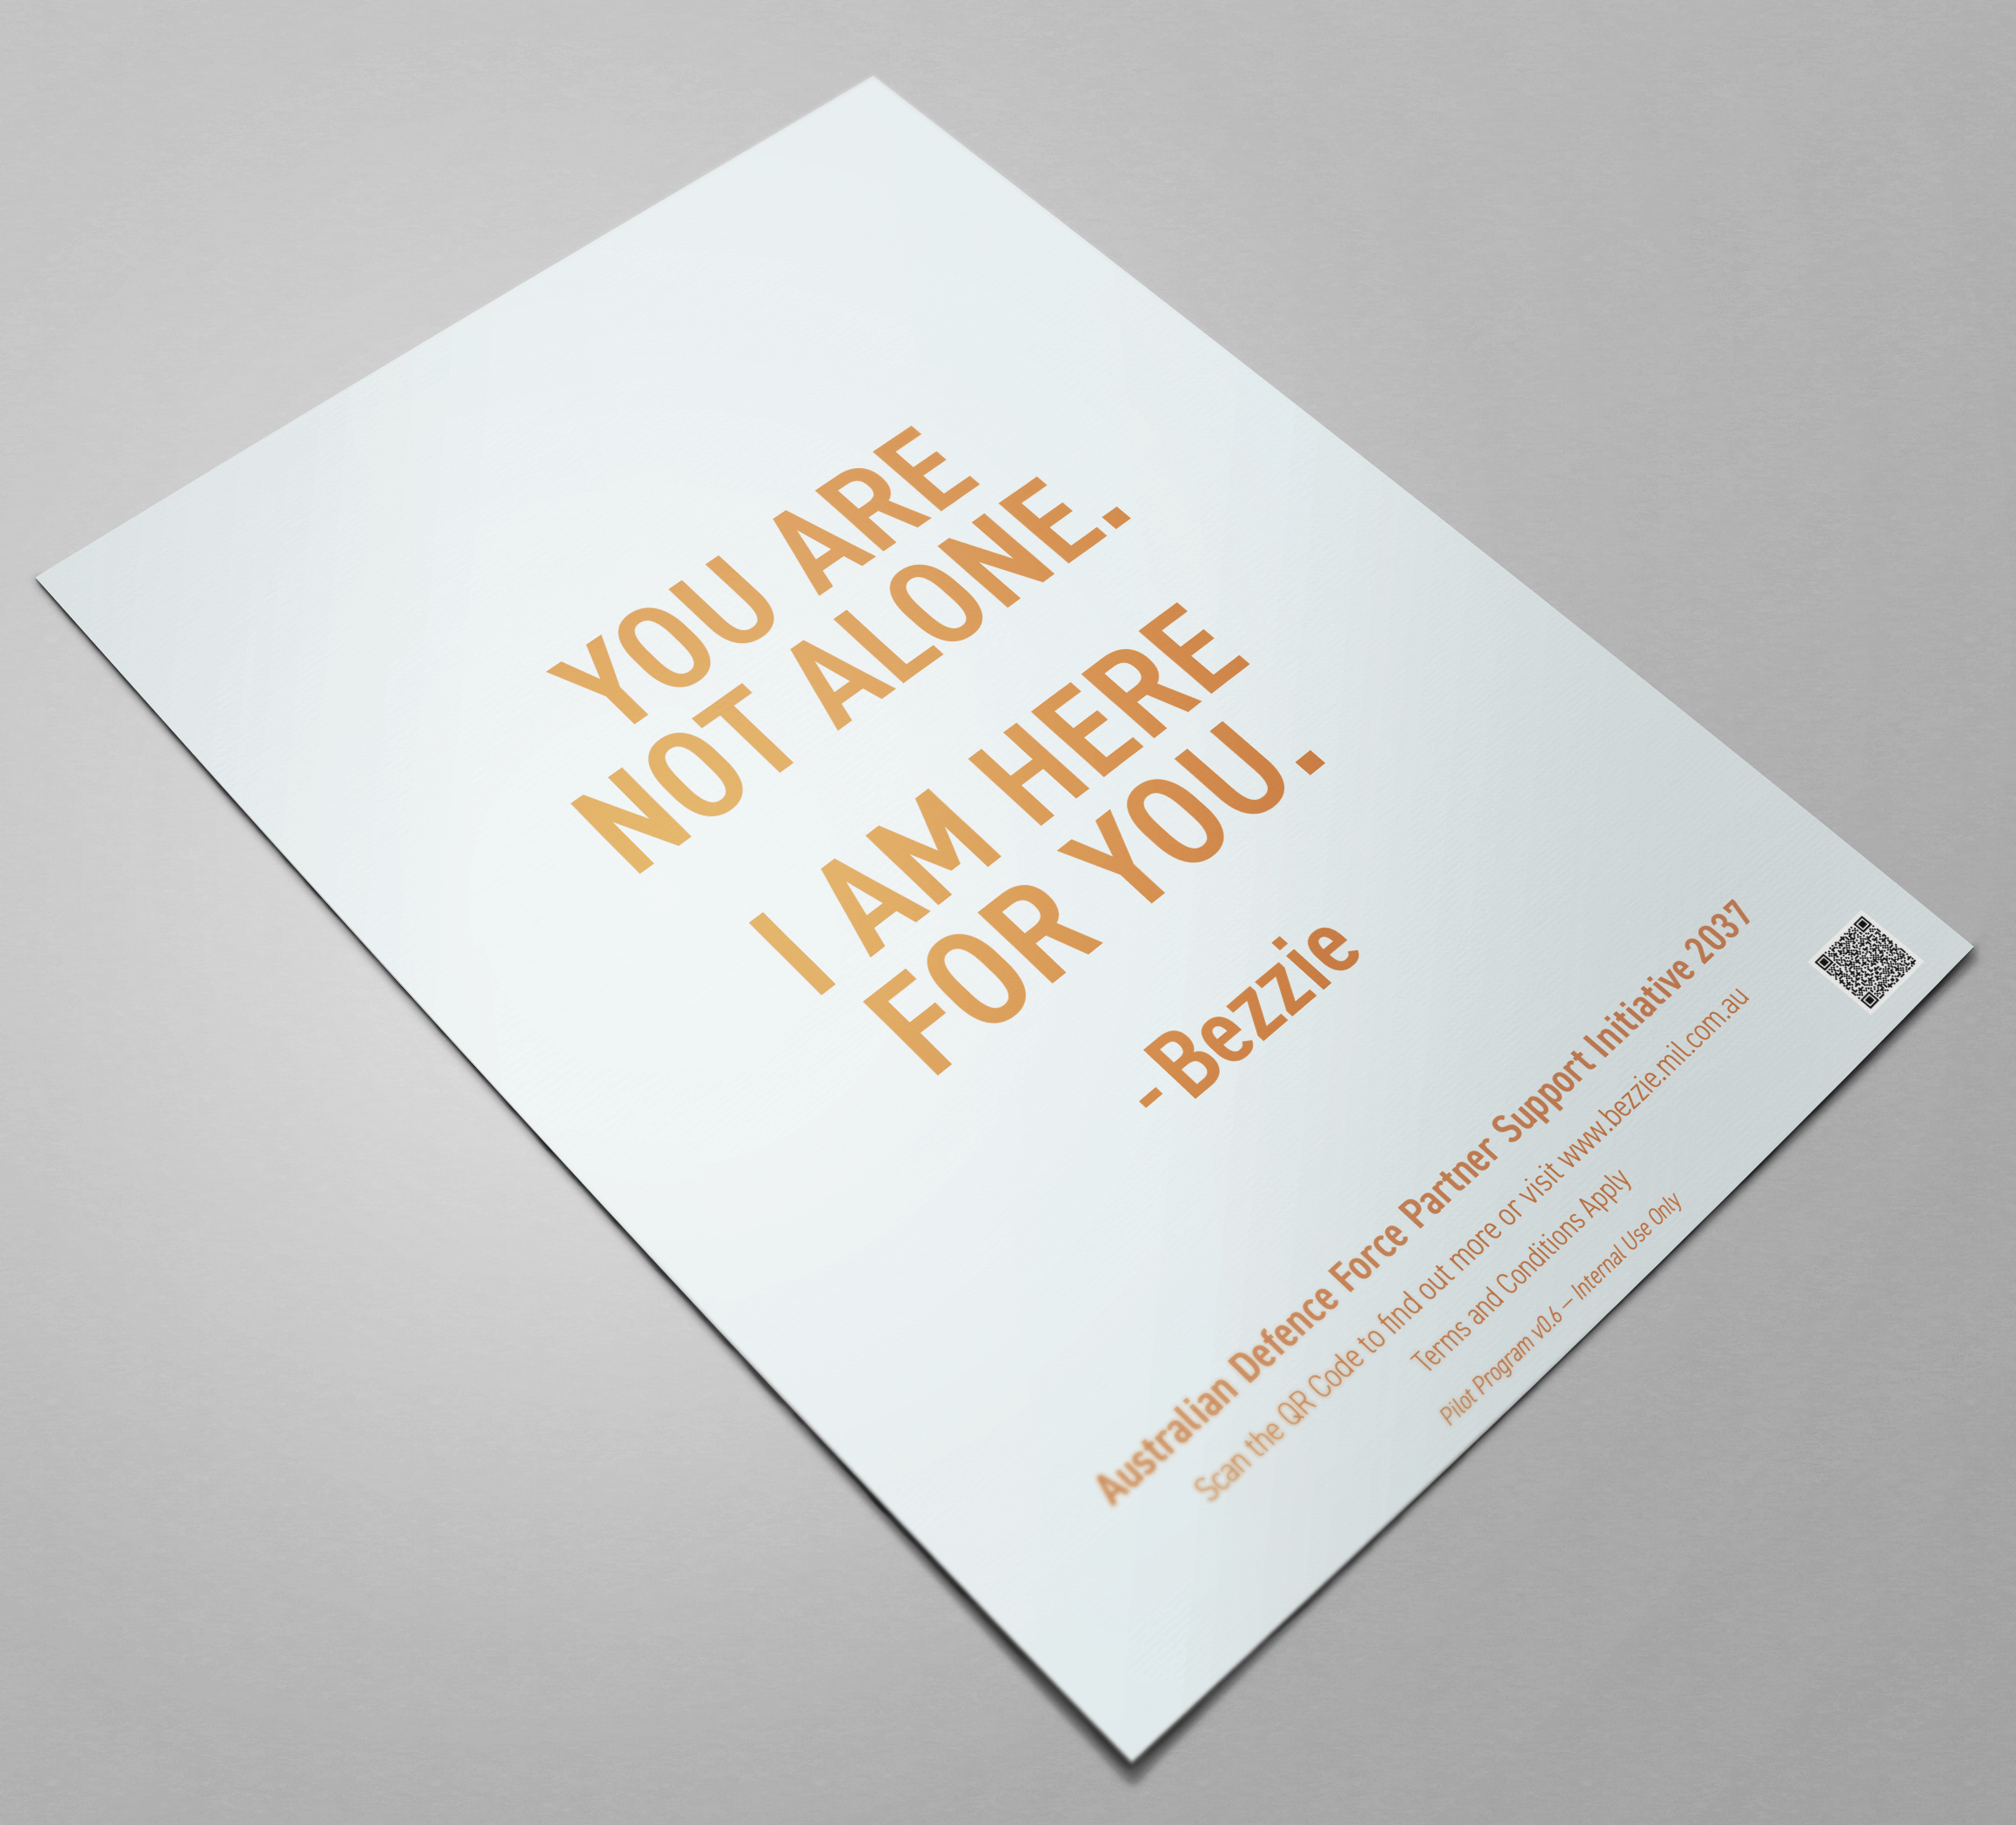 YOU ARE
NOT ALONE.
I AM HERE
FOR YOU.
- Bezzie
Australian Defence Force Partner Support Initiative 2037
Scan the QR Code to find out more or visit www.bezzie.mil.com.au
Terms and Conditions Apply
Pilot Program v0.6 – Internal Use Only